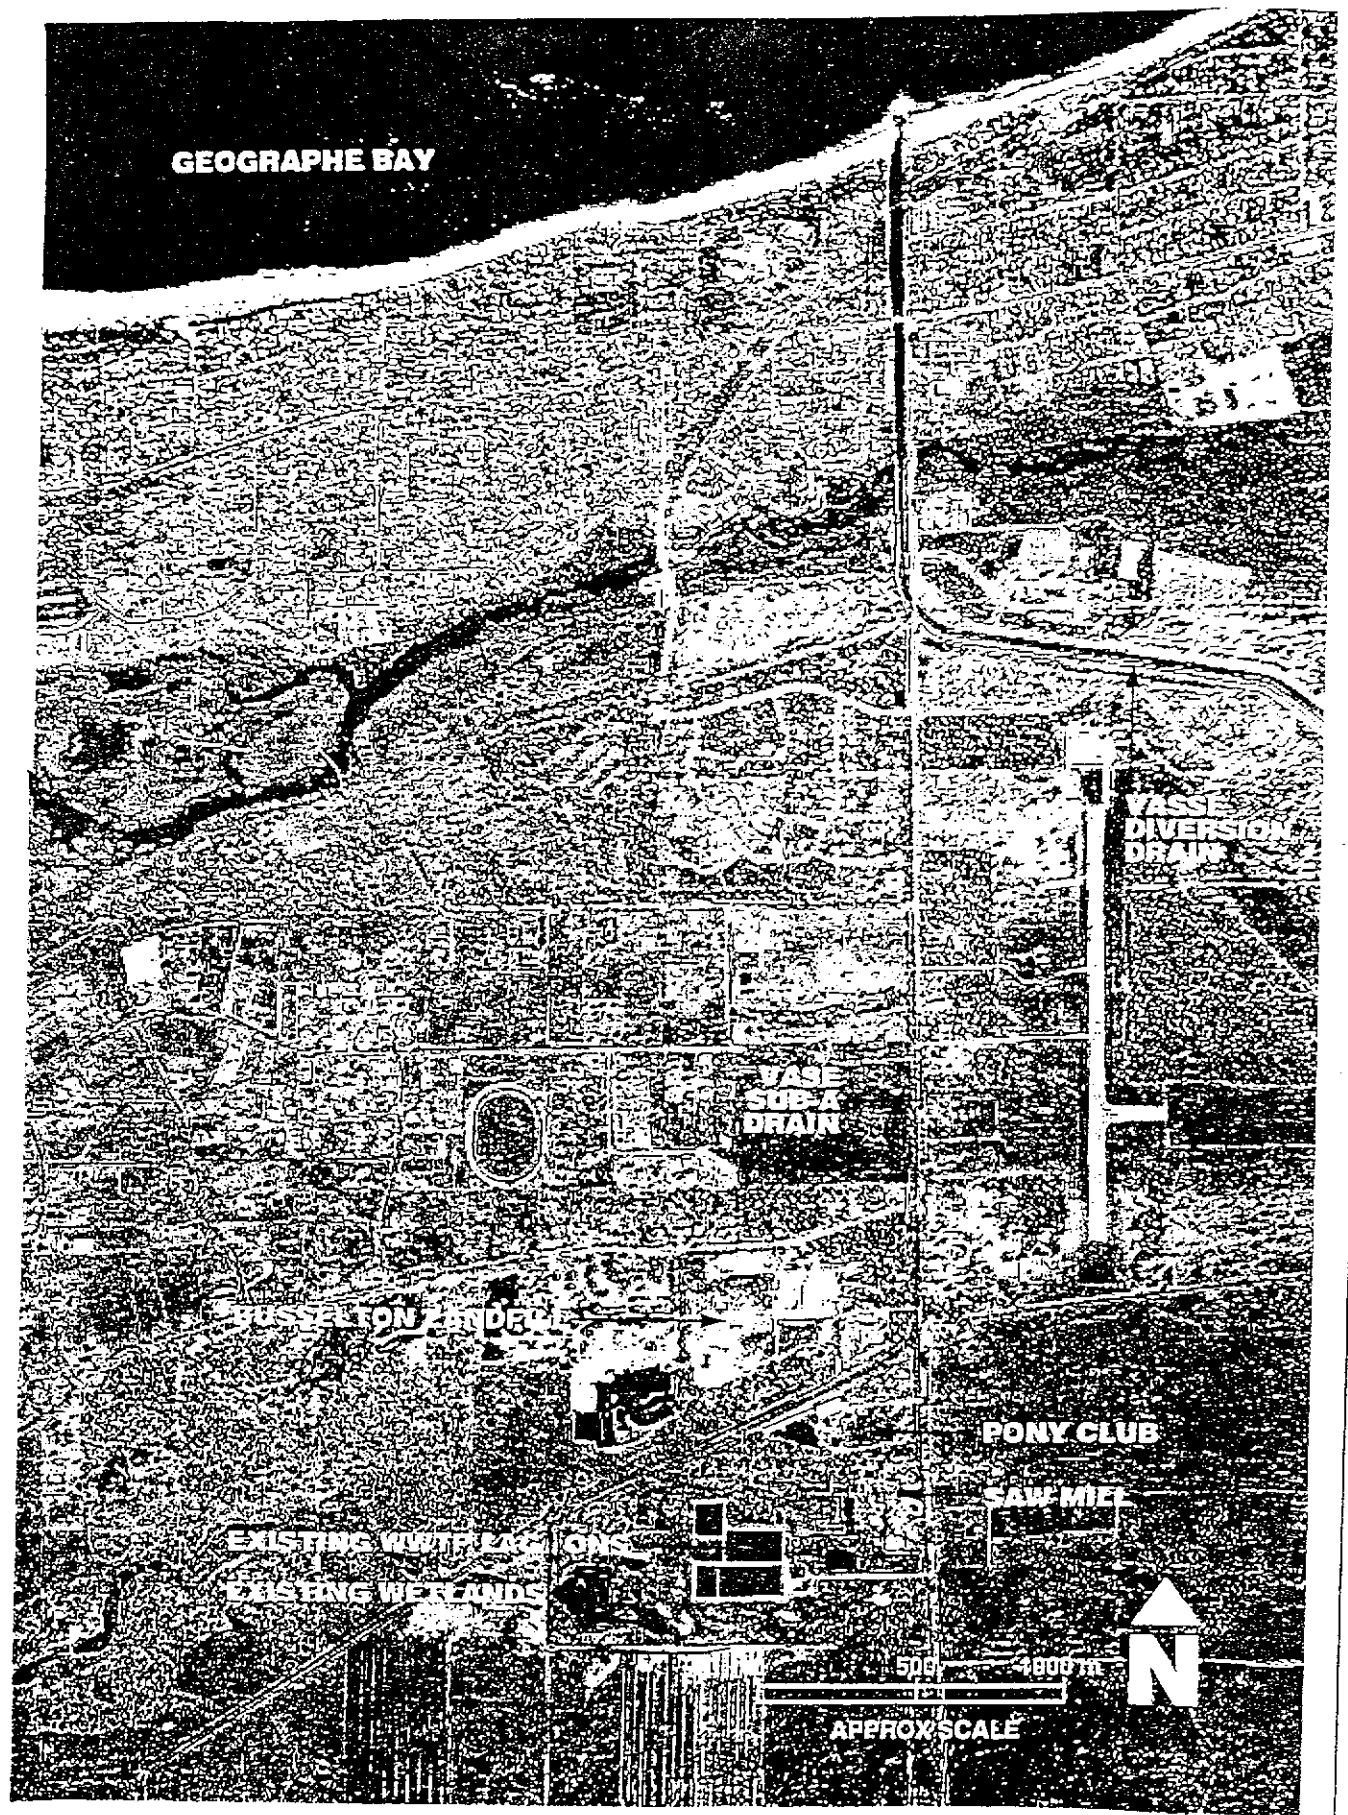 GEOGRAPHE BAY
VASSE
DIVERSION
DRAIN
VASE
SUB-A
DRAIN
BUSSELTON LANDFILL
PONY CLUB
SAW MILL
EXISTING WWTP LAGOONS
EXISTING WETLANDS
500 1000 m
N
APPROX SCALE